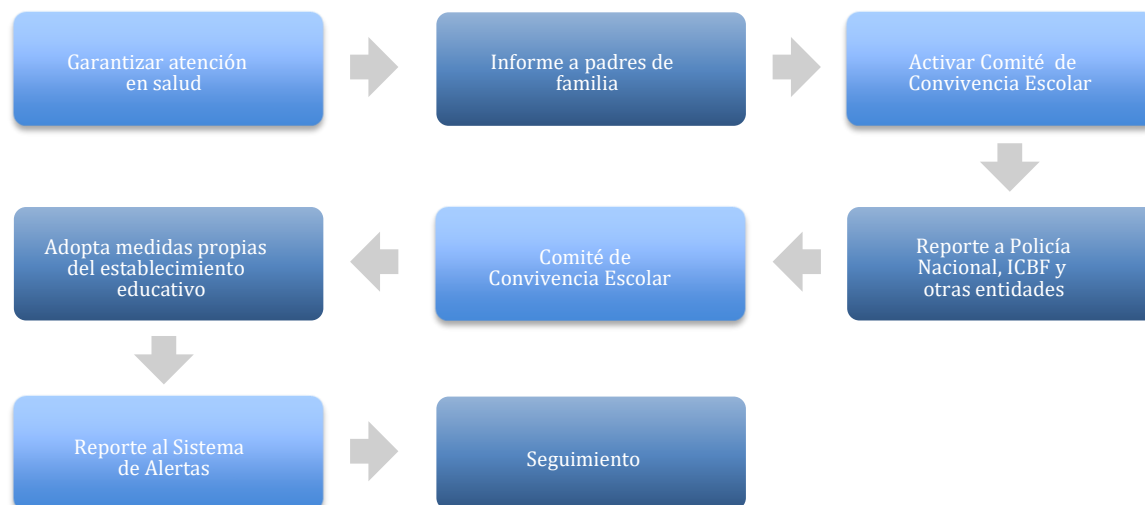 Garantizar atención
en salud
Informe a padres de
familia
Activar Comité de
Convivencia Escolar
Reporte a Policía
Nacional, ICBF y
otras entidades
Comité de
Convivencia Escolar
Adopta medidas propias
del establecimiento
educativo
Reporte al Sistema
de Alertas
Seguimiento